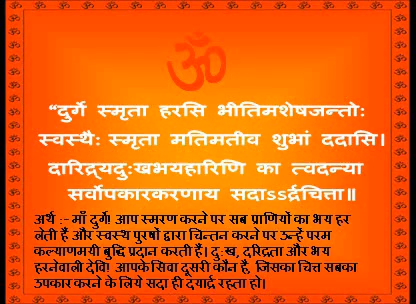 ॐ
“दुर्गे स्मृता हरसि भीतिमशेषजन्तोः
स्वस्थैः स्मृता मतिमतीव शुभां ददासि।
दारिद्र्यदुःखभयहारिणि का त्वदन्या
सर्वोपकारकरणाय सदाऽऽर्द्रचित्ता॥
अर्थ :- माँ दुर्गे! आप स्मरण करने पर सब प्राणियों का भय हर
लेती हैं और स्वस्थ पुरषों द्वारा चिन्तन करने पर उन्हें परम
कल्याणमयी बुद्धि प्रदान करती हैं। दुःख, दरिद्रता और भय
हरनेवाली देवि! आपके सिवा दूसरी कौन है, जिसका चित्त सबका
उपकार करने के लिये सदा ही दयार्द्र रहता हो।